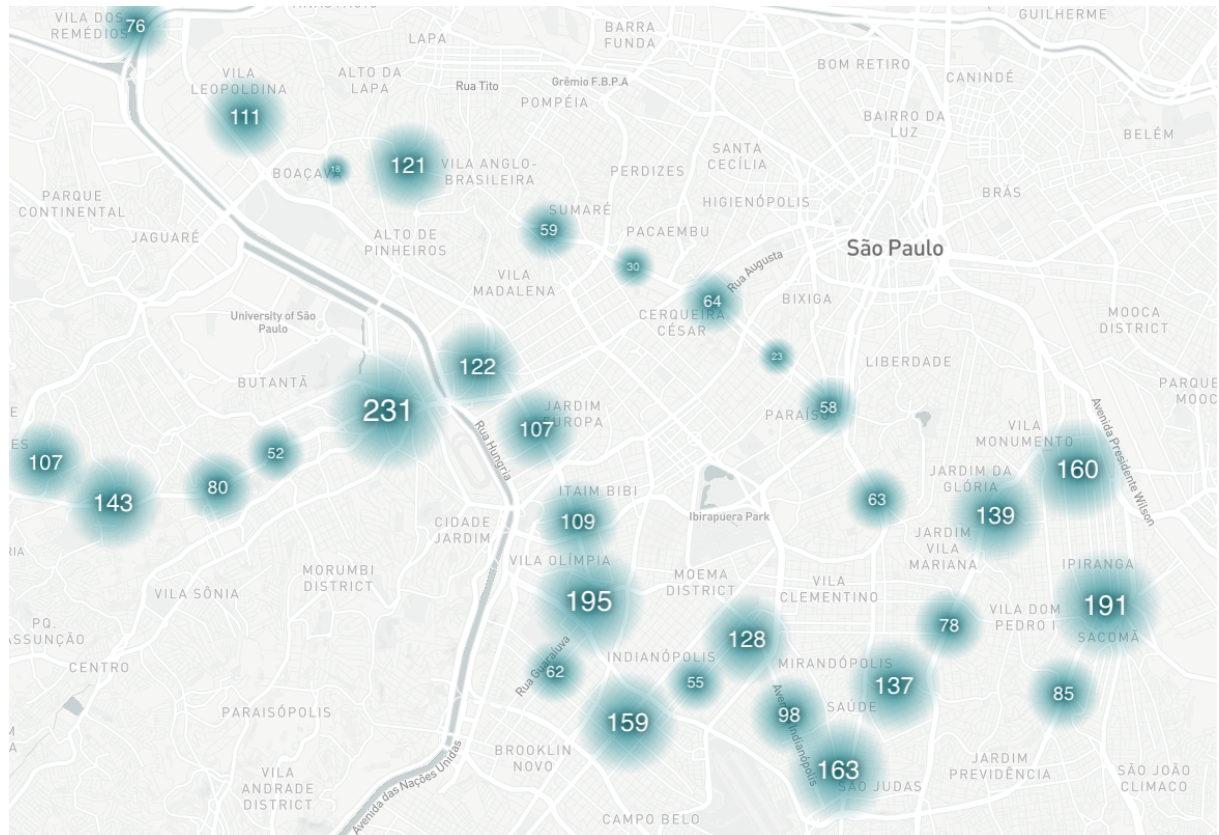 GUILHERME
VILA DOS
REMÉDIOS
76
LAPA
BARRA
FUNDA
BOM RETIRO
CANINDÉ
VILA
LEOPOLDINA
ALTO DA
LAPA
Rua Tito
Grêmio F.B.P.A
POMPÉIA
111
BAIRRO DA
LUZ
BELÉM
SANTA
CECÍLIA
121
VILA ANGLO-
BRASILEIRA
BOAÇAVA
PERDIZES
PARQUE
CONTINENTAL
BRÁS
HIGIENÓPOLIS
SUMARÉ
59
PACAEMBU
JAGUARÉ
ALTO DE
PINHEIROS
São Paulo
30
VILA
MADALENA
Rua Augusta
64
BIXIGA
CERQUEIRA
CÉSAR
University of São
Paulo
MOOCA
DISTRICT
23
LIBERDADE
122
BUTANTÃ
PARQUE
MOOC
231
JARDIM
EUROPA
107
PARAÍSO
58
Avenida Presidente Wilson
VILA
MONUMENTO
Rua Hungria
ES
107
52
160
JARDIM DA
GLÓRIA
80
143
ITAIM BIBI
63
109
Ibirapuera Park
139
CIDADE
JARDIM
JARDIM
VILA
MARIANA
RIA
VILA OLÍMPIA
MORUMBI
DISTRICT
MOEMA
DISTRICT
VILA
CLEMENTINO
IPIRANGA
VILA SÔNIA
195
191
VILA DOM
PEDRO I
78
PQ.
ASSUNÇÃO
128
SACOMÃ
CENTRO
Rua Guararaluva
INDIANÓPOLIS
MIRANDÓPOLIS
62
55
137
85
SAÚDE
PARAISÓPOLIS
98
Avenida Indianópolis
159
BROOKLIN
NOVO
163
JARDIM
PREVIDÊNCIA
SÃO JOÃO
CLIMACO
VILA
ANDRADE
DISTRICT
Avenida das Nações Unidas
SÃO JUDAS
CAMPO BELO